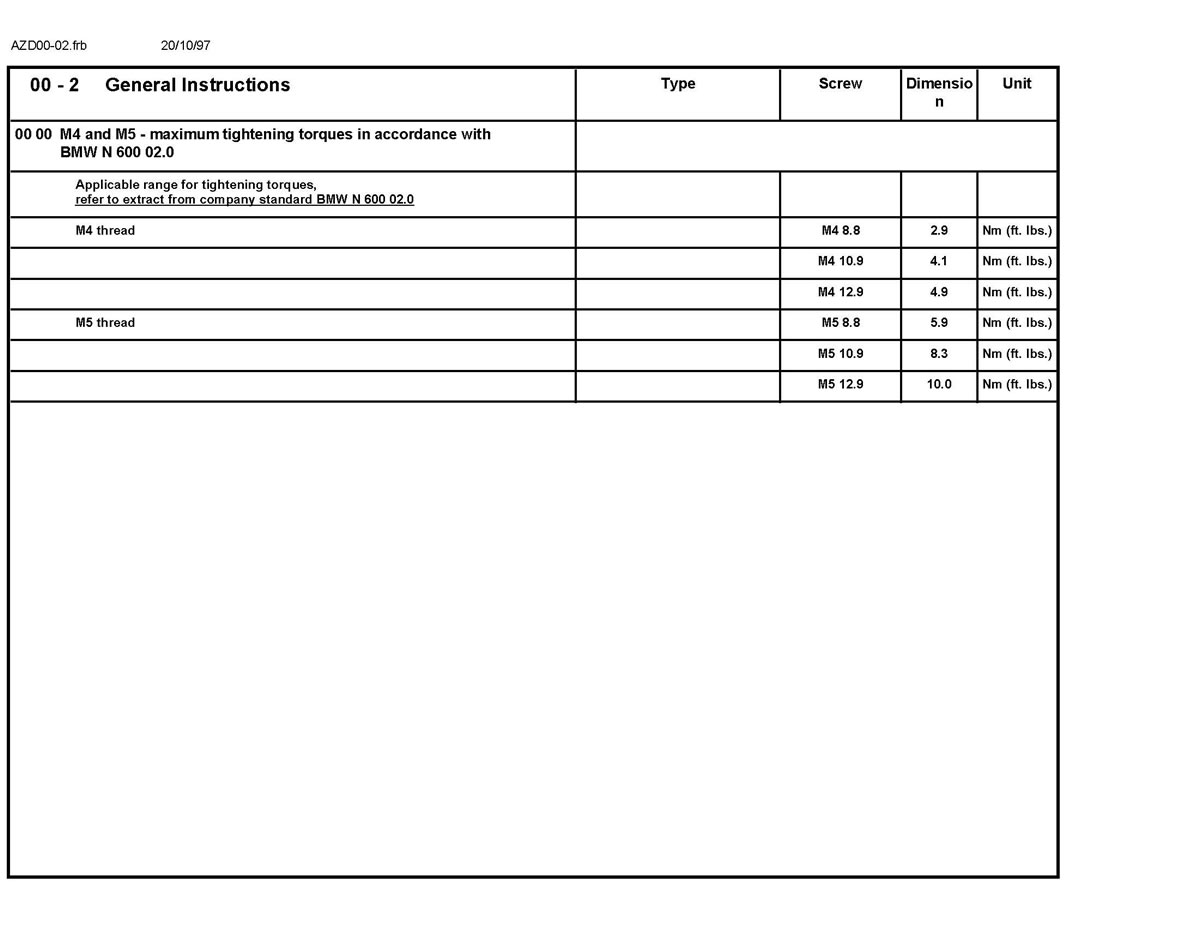 AZD00-02.frb 20/10/97
00 - 2 General Instructions Type Screw Dimensio
n Unit
00 00 M4 and M5 - maximum tightening torques in accordance with
BMW N 600 02.0
Applicable range for tightening torques,
refer to extract from company standard BMW N 600 02.0
M4 thread M4 8.8 2.9 Nm (ft. lbs.)
M4 10.9 4.1 Nm (ft. lbs.)
M4 12.9 4.9 Nm (ft. lbs.)
M5 thread M5 8.8 5.9 Nm (ft. lbs.)
M5 10.9 8.3 Nm (ft. lbs.)
M5 12.9 10.0 Nm (ft. lbs.)